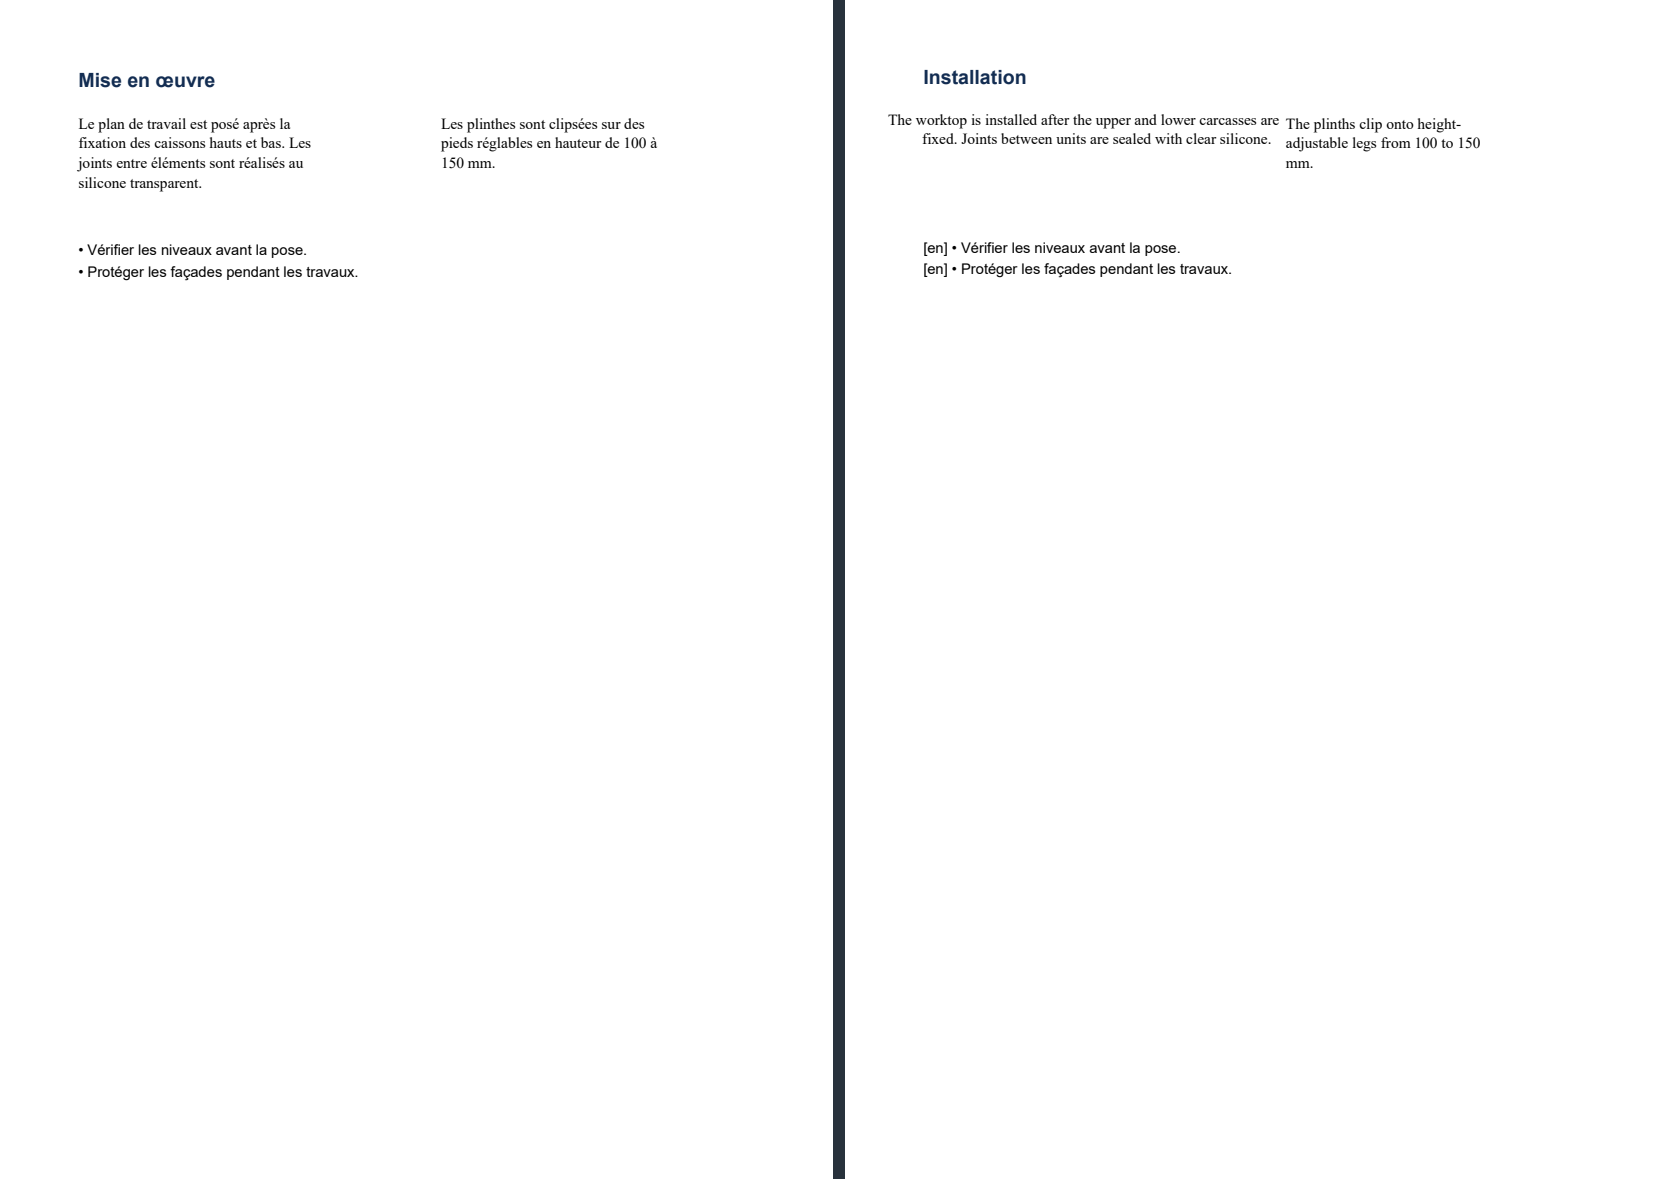 Mise en œuvre
Le plan de travail est posé après la
fixation des caissons hauts et bas. Les
joints entre éléments sont réalisés au
silicone transparent.
Les plinthes sont clipsées sur des
pieds réglables en hauteur de 100 à
150 mm.
• Vérifier les niveaux avant la pose.
• Protéger les façades pendant les travaux.
Installation
The worktop is installed after the upper and lower carcasses are
fixed. Joints between units are sealed with clear silicone.
The plinths clip onto height-
adjustable legs from 100 to 150
mm.
[en] • Vérifier les niveaux avant la pose.
[en] • Protéger les façades pendant les travaux.